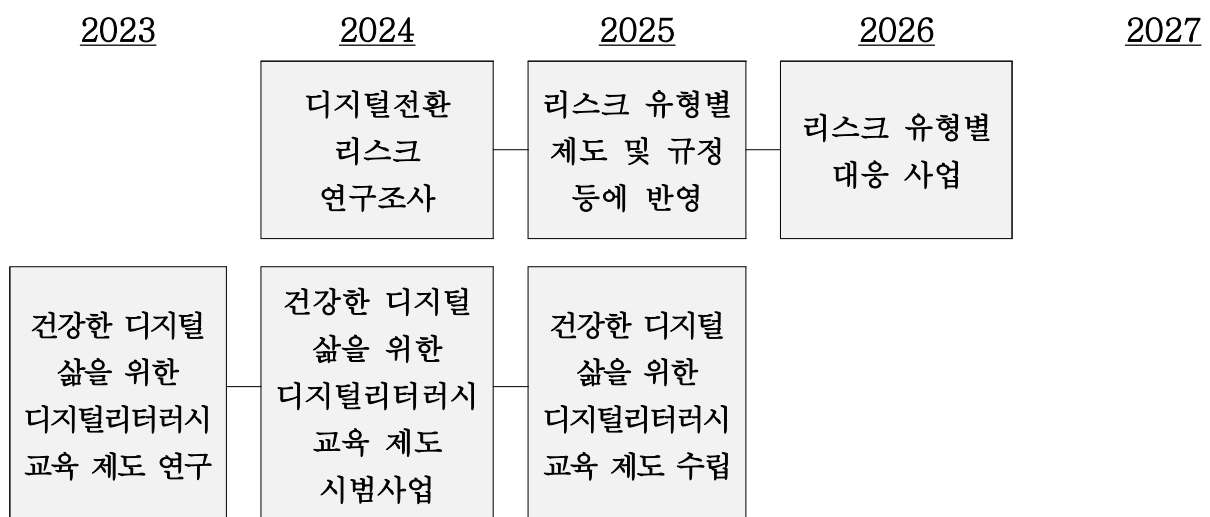 2023 2024 2025 2026 2027
디지털전환
리스크
연구조사
리스크 유형별
제도 및 규정
등에 반영
리스크 유형별
대응 사업
건강한 디지털
삶을 위한
디지털리터러시
교육 제도 연구
건강한 디지털
삶을 위한
디지털리터러시
교육 제도
시범사업
건강한 디지털
삶을 위한
디지털리터러시
교육 제도 수립